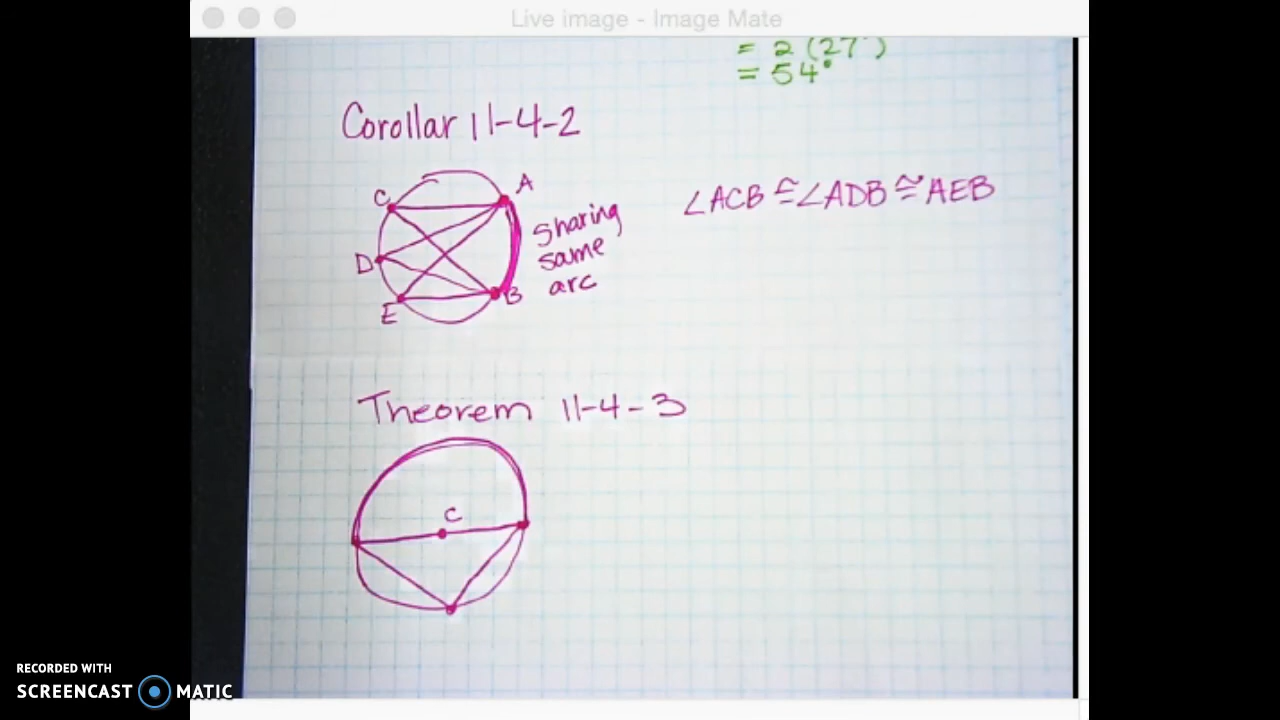 Live image - Image Mate
= 2 (27°)
= 54°
Corollar 11-4-2
C
A
D
E
B
Sharing
same
arc
∠ACB ≅ ∠ADB ≅ AEB
Theorem 11-4-3
C
RECORDED WITH
SCREENCAST MATIC